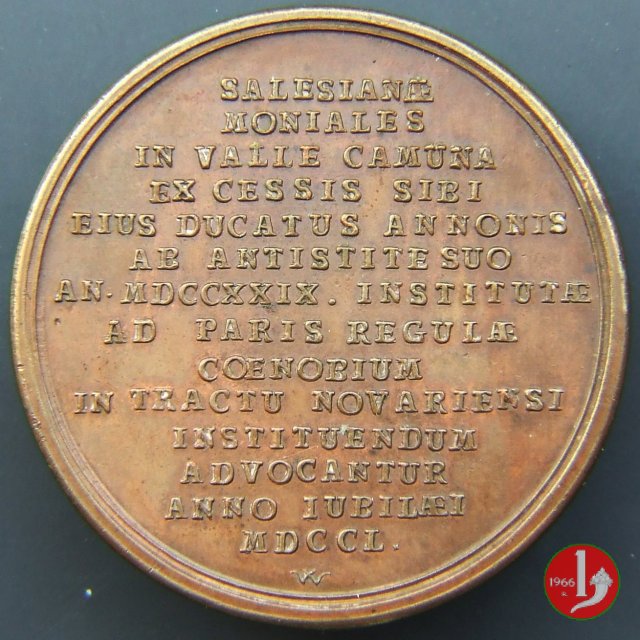 SALESIANÆ
MONIALES
IN VALLE CAMUNA
EX CESSIS SIBI
EIUS DUCATUS ANNONIS
AB ANTISTITE SUO
AN· MDCCXXIX. INSTITUTÆ
AD PARIS REGULÆ
CŒNOBIUM
IN TRACTU NOVARIENSI
INSTITUENDUM
ADVOCANTUR
ANNO IUBILÆI
MDCCL.
1966